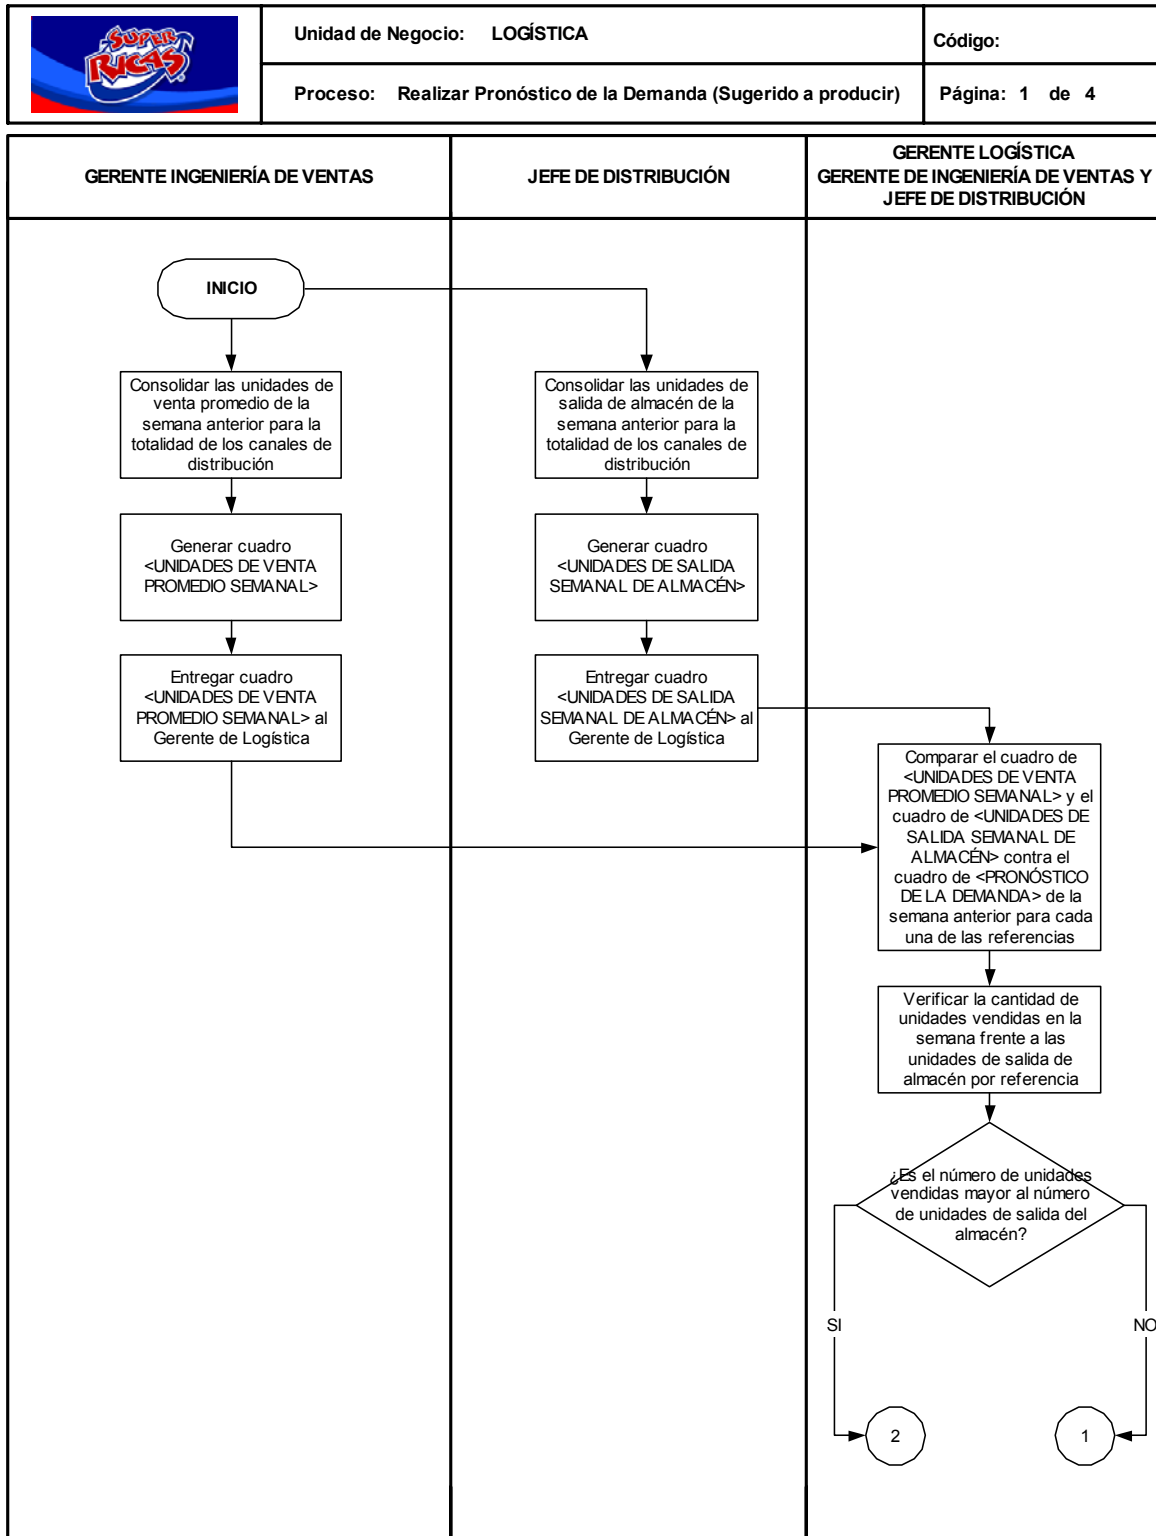 SUPER
RICAS
Unidad de Negocio: LOGÍSTICA
Código:
Proceso: Realizar Pronóstico de la Demanda (Sugerido a producir)
Página: 1 de 4
GERENTE INGENIERÍA DE VENTAS
JEFE DE DISTRIBUCIÓN
GERENTE LOGÍSTICA
GERENTE DE INGENIERÍA DE VENTAS Y
JEFE DE DISTRIBUCIÓN
INICIO
Consolidar las unidades de
venta promedio de la
semana anterior para la
totalidad de los canales de
distribución
Consolidar las unidades de
salida de almacén de la
semana anterior para la
totalidad de los canales de
distribución
Generar cuadro
<UNIDADES DE VENTA
PROMEDIO SEMANAL>
Generar cuadro
<UNIDADES DE SALIDA
SEMANAL DE ALMACÉN>
Entregar cuadro
<UNIDADES DE VENTA
PROMEDIO SEMANAL> al
Gerente de Logística
Entregar cuadro
<UNIDADES DE SALIDA
SEMANAL DE ALMACÉN> al
Gerente de Logística
Comparar el cuadro de
<UNIDADES DE VENTA
PROMEDIO SEMANAL> y el
cuadro de <UNIDADES DE
SALIDA SEMANAL DE
ALMACÉN> contra el
cuadro de <PRONÓSTICO
DE LA DEMANDA> de la
semana anterior para cada
una de las referencias
Verificar la cantidad de
unidades vendidas en la
semana frente a las
unidades de salida de
almacén por referencia
¿Es el número de unidades
vendidas mayor al número
de unidades de salida del
almacén?
SI
NO
2
1